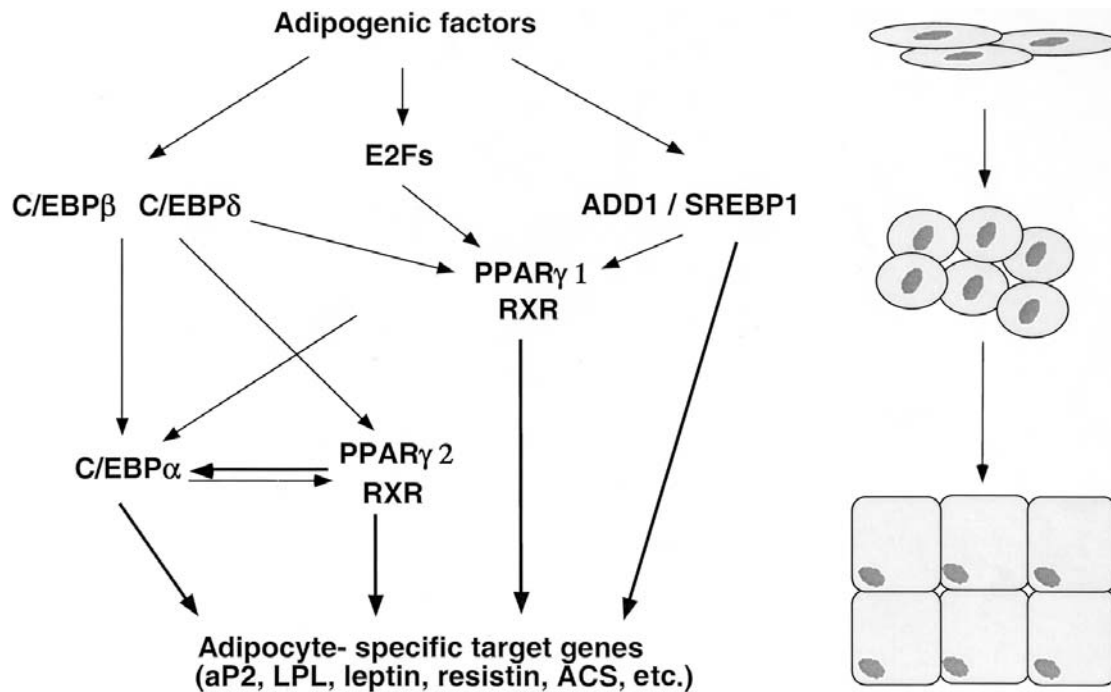 Adipogenic factors
E2Fs
C/EBPβ C/EBPδ
ADD1 / SREBP1
PPARγ 1
RXR
C/EBPα
PPARγ 2
RXR
Adipocyte- specific target genes
(aP2, LPL, leptin, resistin, ACS, etc.)